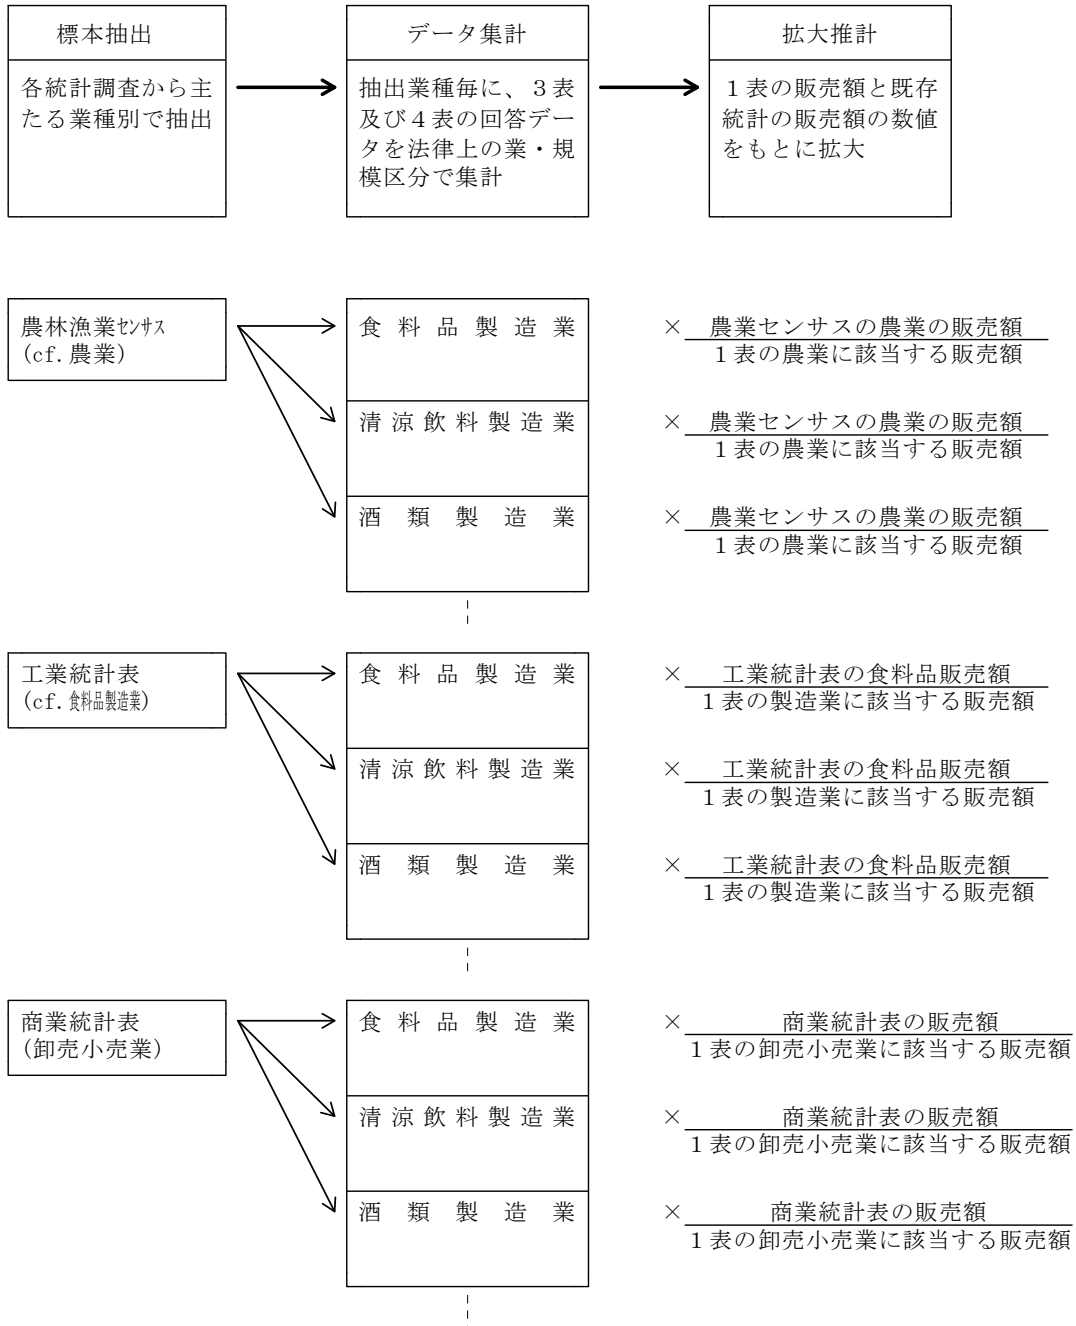 標本抽出
各統計調査から主
たる業種別で抽出
データ集計
抽出業種毎に、３表
及び４表の回答デー
タを法律上の業・規
模区分で集計
拡大推計
１表の販売額と既存
統計の販売額の数値
をもとに拡大
農林漁業ｾﾝｻｽ
(cf.農業)
食料品製造業
× 農業センサスの農業の販売額
１表の農業に該当する販売額
清涼飲料製造業
× 農業センサスの農業の販売額
１表の農業に該当する販売額
酒類製造業
× 農業センサスの農業の販売額
１表の農業に該当する販売額
工業統計表
(cf.食料品製造業)
食料品製造業
× 工業統計表の食料品販売額
１表の製造業に該当する販売額
清涼飲料製造業
× 工業統計表の食料品販売額
１表の製造業に該当する販売額
酒類製造業
× 工業統計表の食料品販売額
１表の製造業に該当する販売額
商業統計表
(卸売小売業)
食料品製造業
× 商業統計表の販売額
１表の卸売小売業に該当する販売額
清涼飲料製造業
× 商業統計表の販売額
１表の卸売小売業に該当する販売額
酒類製造業
× 商業統計表の販売額
１表の卸売小売業に該当する販売額